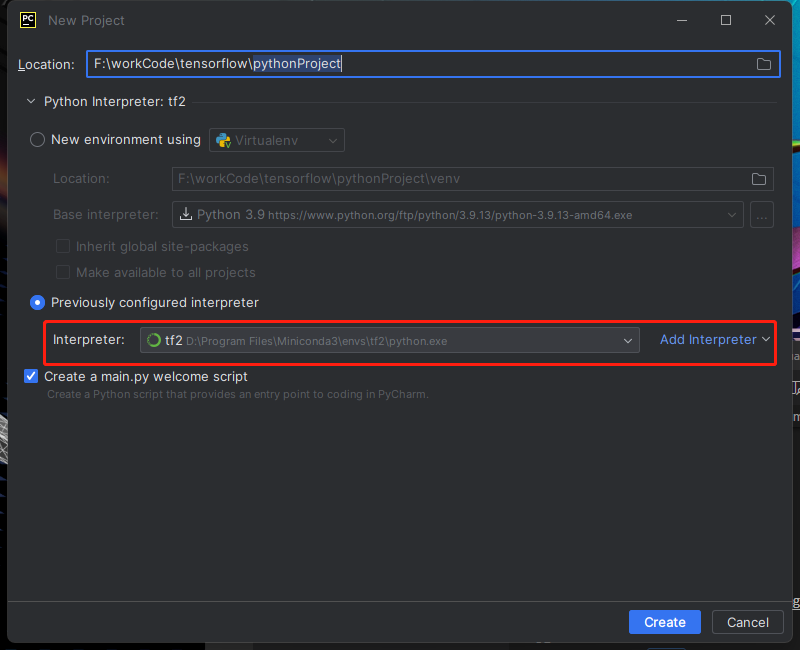 PC New Project
Location: F:\workCode\tensorflow\pythonProject
Python Interpreter: tf2
New environment using Virtualenv
Location: F:\workCode\tensorflow\pythonProject\venv
Base interpreter: Python 3.9 https://www.python.org/ftp/python/3.9.13/python-3.9.13-amd64.exe ...
Inherit global site-packages
Make available to all projects
Previously configured interpreter
Interpreter: tf2 D:\Program Files\Miniconda3\envs\tf2\python.exe Add Interpreter
Create a main.py welcome script
Create a Python script that provides an entry point to coding in PyCharm.
Create Cancel